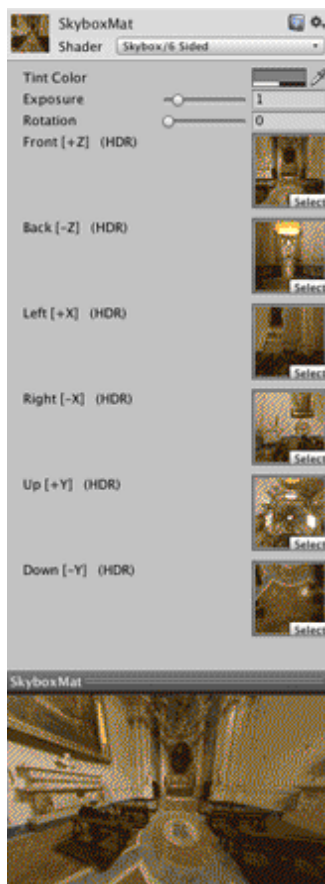 SkyboxMat
Shader Skybox/6 Sided
Tint Color
Exposure 1
Rotation 0
Front [+Z] (HDR)
Select
Back [-Z] (HDR)
Select
Left [+X] (HDR)
Select
Right [-X] (HDR)
Select
Up [+Y] (HDR)
Select
Down [-Y] (HDR)
Select
SkyboxMat